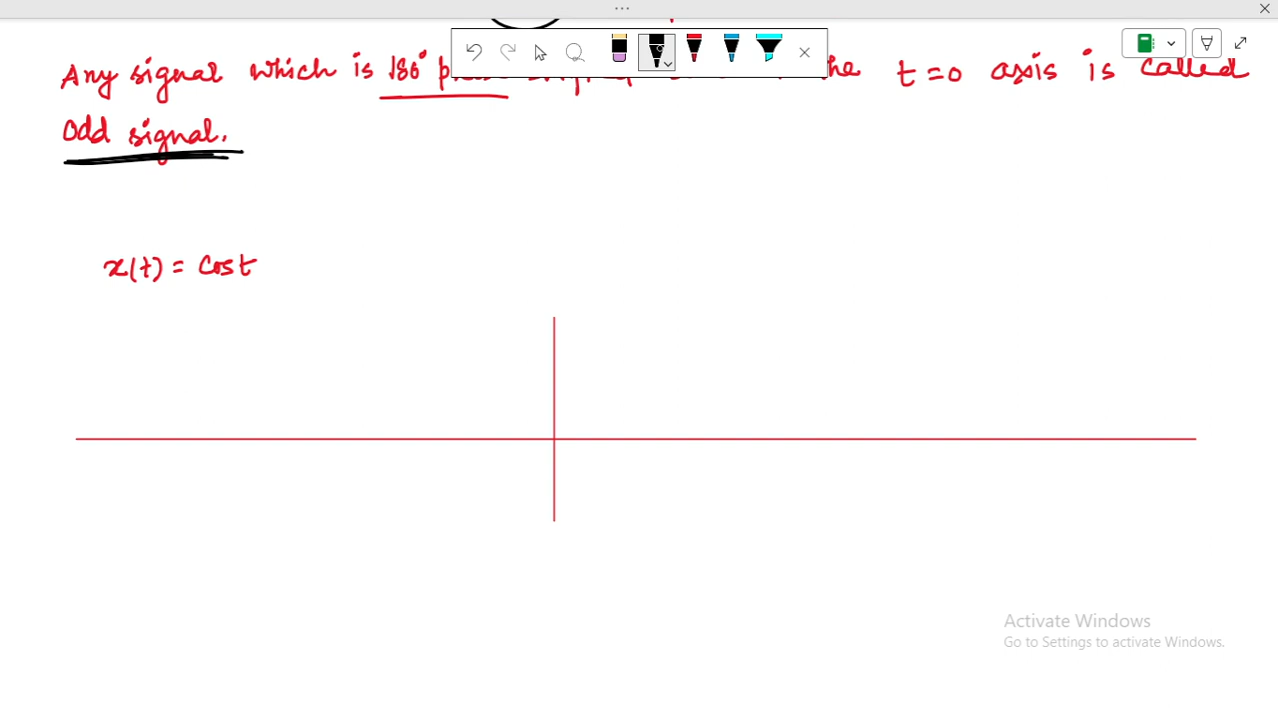 Any signal which is 180° the t=0 axis is called
Odd signal.
x(t) = cost
Activate Windows
Go to Settings to activate Windows.